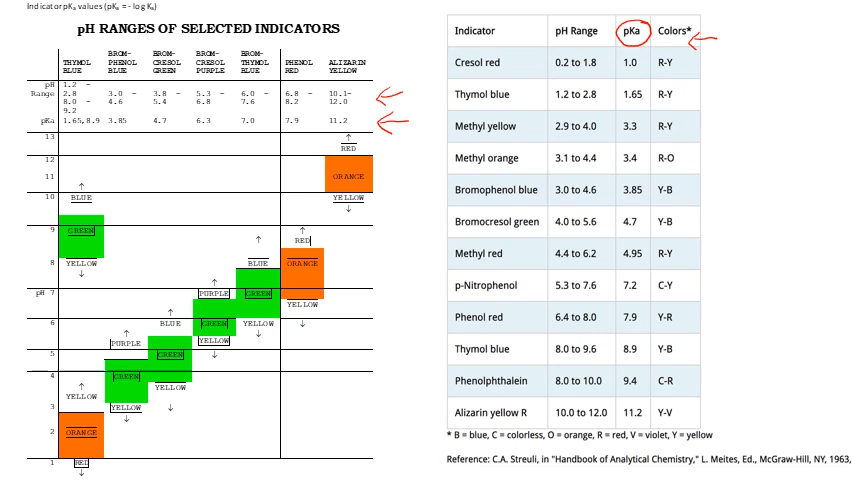 Indicator pKa values (pKa = - log Ka)
pH RANGES OF SELECTED INDICATORS
THYMOL BLUE
BROM- PHENOL BLUE
BROM- CRESOL GREEN
BROM- CRESOL PURPLE
BROM- THYMOL BLUE
PHENOL RED
ALIZARIN YELLOW
pH Range
1.2 - 2.8 8.0 - 9.2
3.0 - 4.6
3.8 - 5.4
5.3 - 6.8
6.0 - 7.6
6.8 - 8.2
10.1- 12.0
pKa 1.65,8.9 3.85 4.7 6.3 7.0 7.9 11.2
13
↑
RED
12
11 ORANGE
↑
10 BLUE YELLOW
↓
9 GREEN ↑ ↑
RED
8 YELLOW BLUE ORANGE
↓ ↑
pH 7 PURPLE GREEN
YELLOW
↑
6 BLUE GREEN YELLOW ↓
↑ ↓
PURPLE YELLOW
5 GREEN ↓
4 GREEN
↑ YELLOW
YELLOW
3 YELLOW ↓
↓
2 ORANGE
1 RED
↓
Indicator pH Range pKa Colors*
Cresol red 0.2 to 1.8 1.0 R-Y
Thymol blue 1.2 to 2.8 1.65 R-Y
Methyl yellow 2.9 to 4.0 3.3 R-Y
Methyl orange 3.1 to 4.4 3.4 R-O
Bromophenol blue 3.0 to 4.6 3.85 Y-B
Bromocresol green 4.0 to 5.6 4.7 Y-B
Methyl red 4.4 to 6.2 4.95 R-Y
p-Nitrophenol 5.3 to 7.6 7.2 C-Y
Phenol red 6.4 to 8.0 7.9 Y-R
Thymol blue 8.0 to 9.6 8.9 Y-B
Phenolphthalein 8.0 to 10.0 9.4 C-R
Alizarin yellow R 10.0 to 12.0 11.2 Y-V
* B = blue, C = colorless, O = orange, R = red, V = violet, Y = yellow
Reference: C.A. Streuli, in "Handbook of Analytical Chemistry," L. Meites, Ed., McGraw-Hill, NY, 1963,